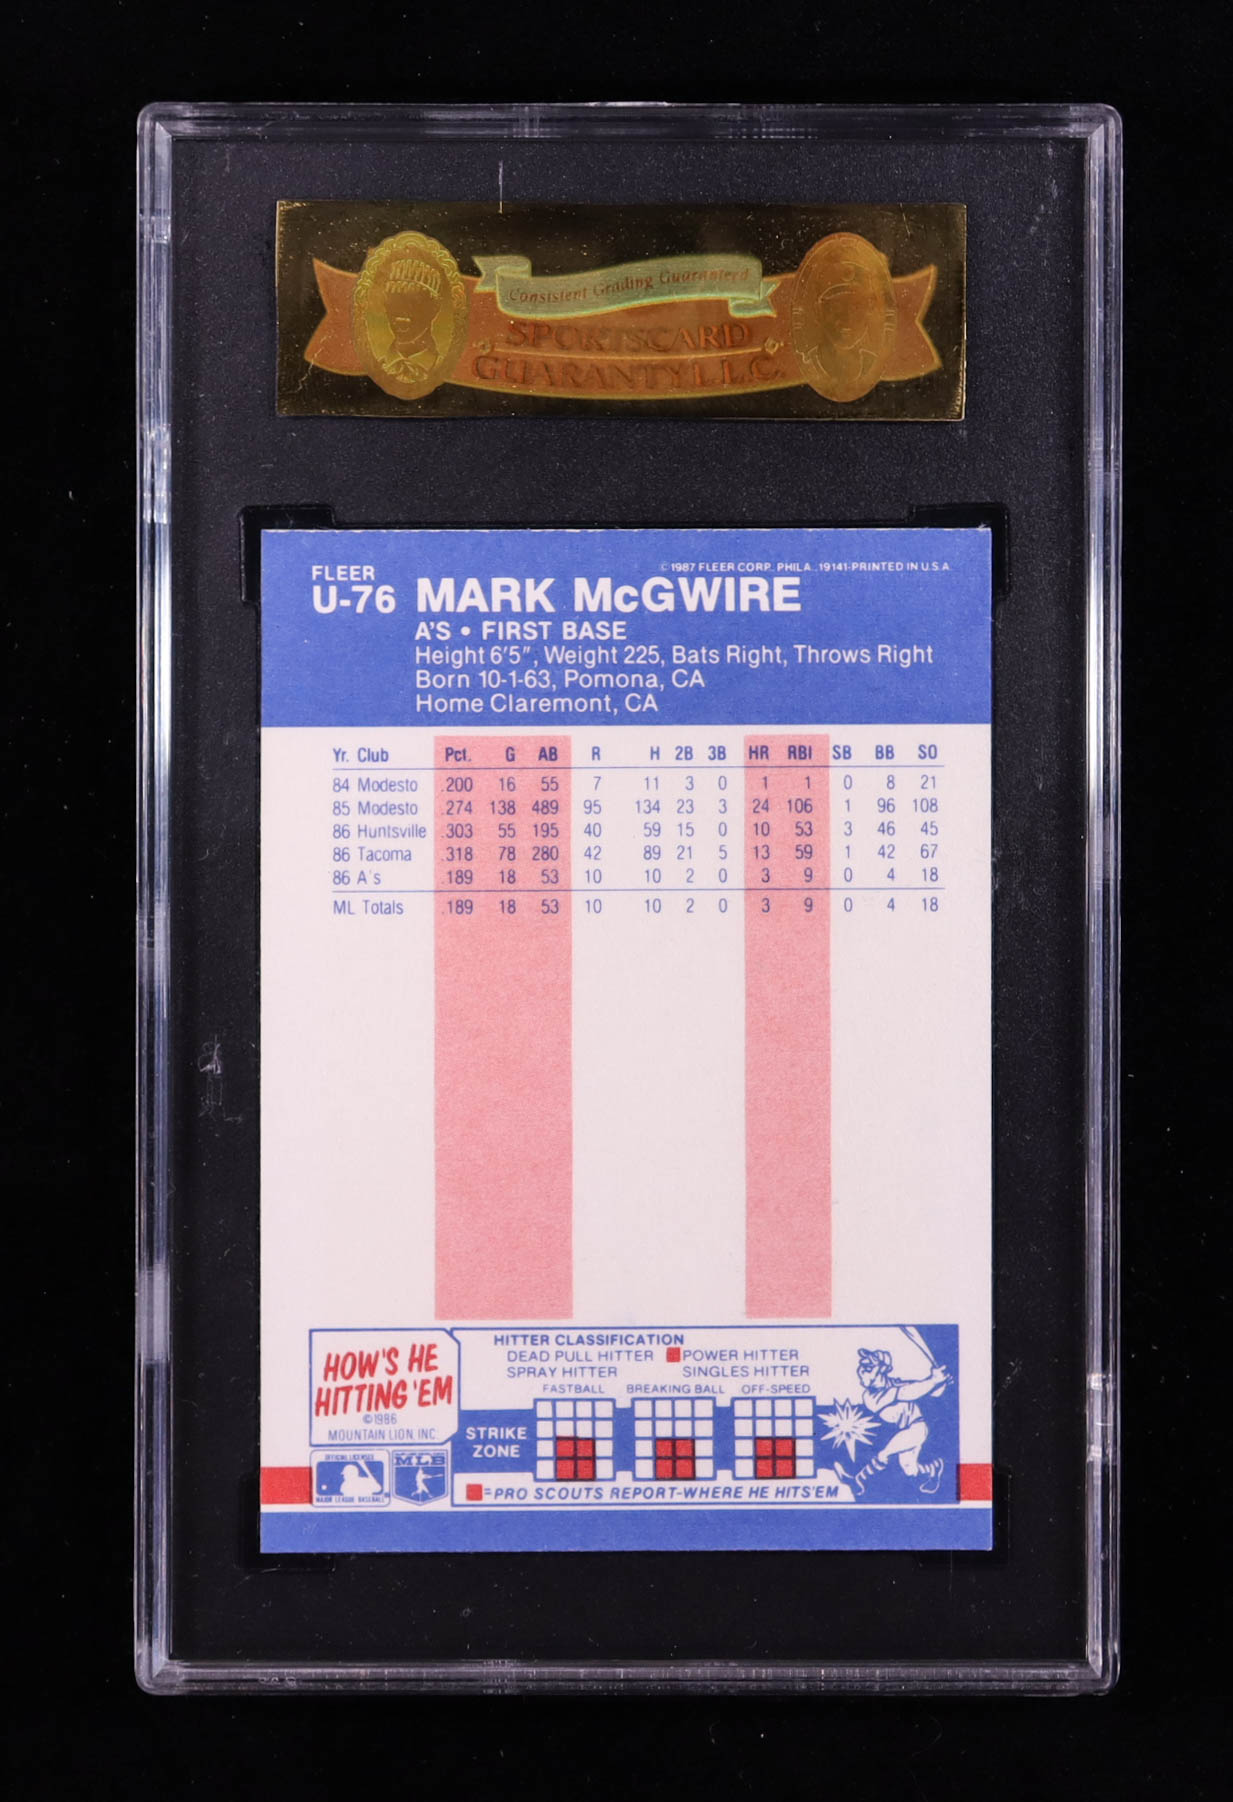 Consistent Grading Guaranteed
SPORTSCARD
GUARANTY L.L.C.
© 1987 FLEER CORP. PHILA., 19141-PRINTED IN U.S.A.
FLEER
U-76 MARK McGWIRE
A'S • FIRST BASE
Height 6'5", Weight 225, Bats Right, Throws Right
Born 10-1-63, Pomona, CA
Home Claremont, CA
Yr. Club Pct. G AB R H 2B 3B HR RBI SB BB SO
84 Modesto .200 16 55 7 11 3 0 1 1 0 8 21
85 Modesto .274 138 489 95 134 23 3 24 106 1 96 108
86 Huntsville .303 55 195 40 59 15 0 10 53 3 46 45
86 Tacoma .318 78 280 42 89 21 5 13 59 1 42 67
86 A's .189 18 53 10 10 2 0 3 9 0 4 18
ML Totals .189 18 53 10 10 2 0 3 9 0 4 18
HOW'S HE
HITTING 'EM
©1986
MOUNTAIN LION, INC.
HITTER CLASSIFICATION
DEAD PULL HITTER POWER HITTER
SPRAY HITTER SINGLES HITTER
FASTBALL BREAKING BALL OFF-SPEED
STRIKE
ZONE
=PRO SCOUTS REPORT-WHERE HE HITS'EM
OFFICIAL LICENSEE
MAJOR LEAGUE BASEBALL
MLB